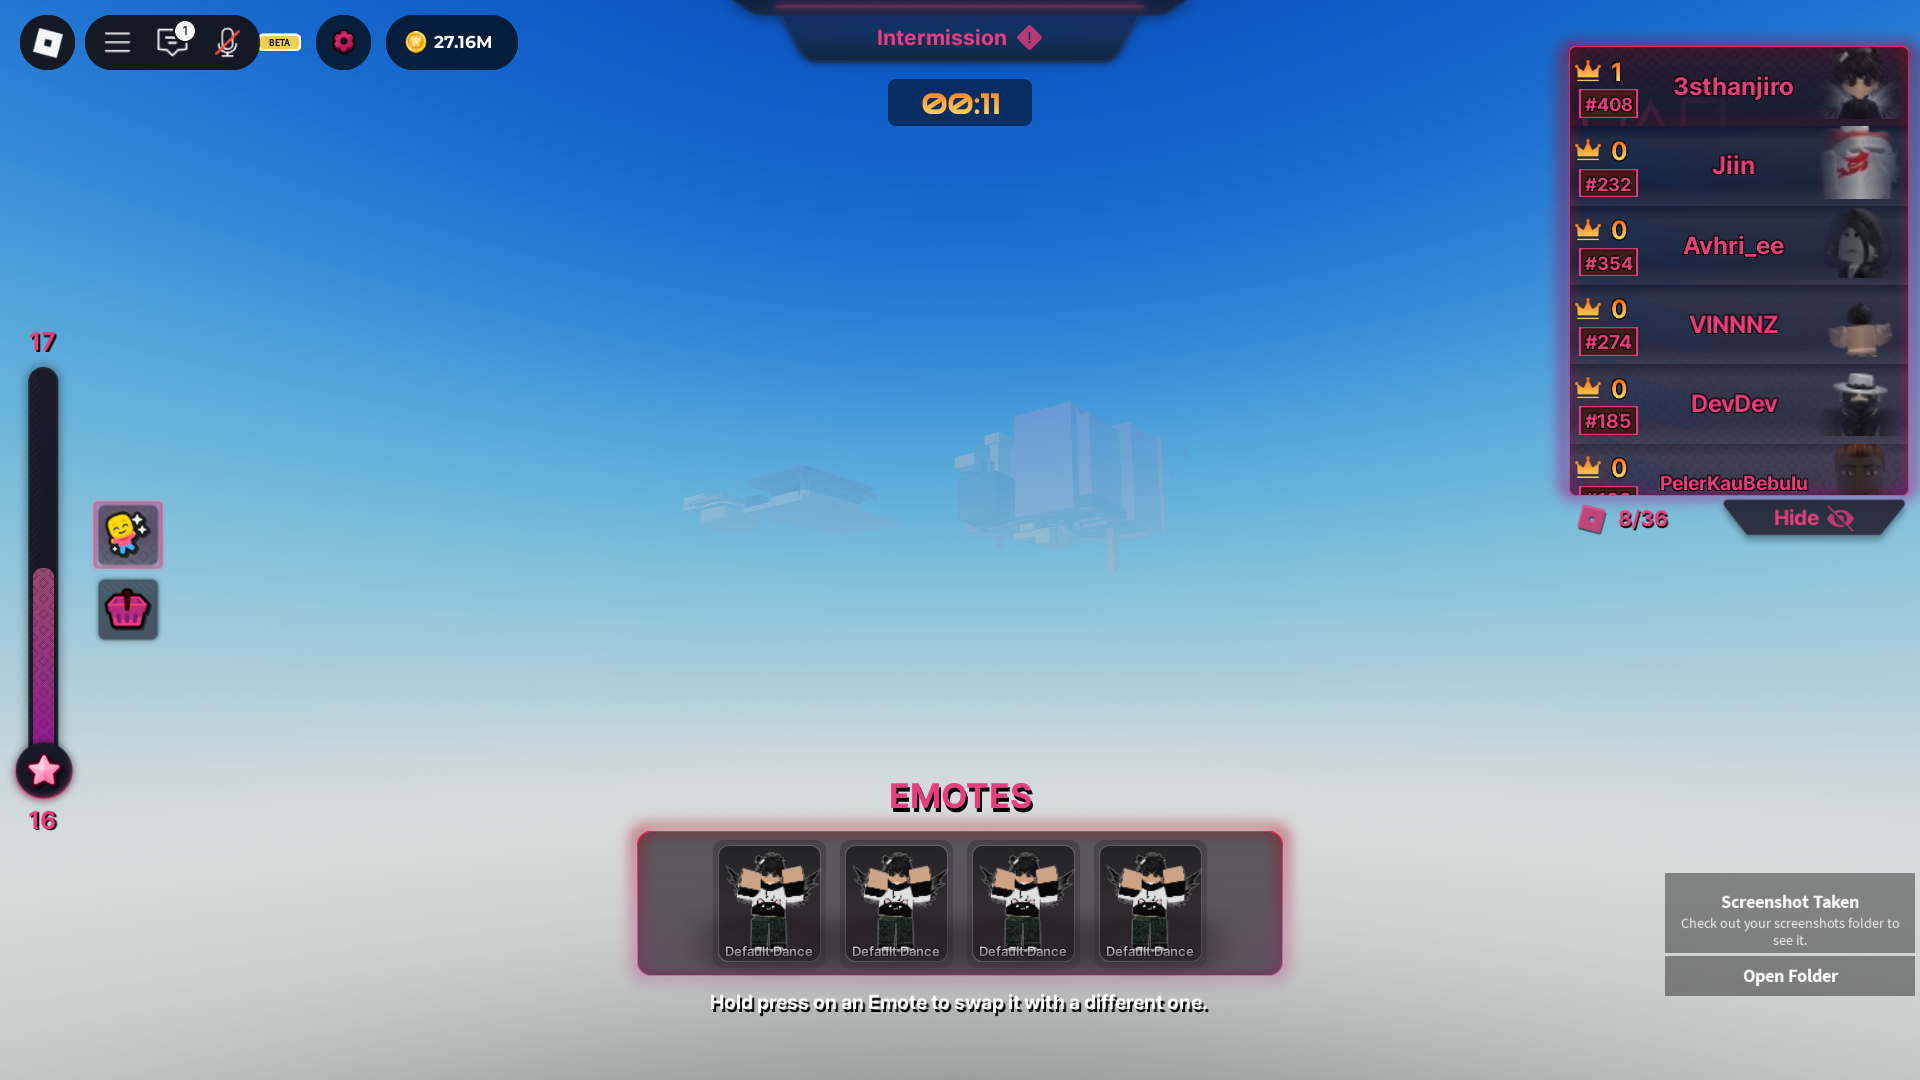 1
BETA
27.16M
Intermission
00:11
1
#408
3sthanjiro
0
#232
Jiin
0
#354
Avhri_ee
0
#274
VINNNZ
0
#185
DevDev
0
PelerKauBebulu
8/36
Hide
17
16
EMOTES
Default Dance
Default Dance
Default Dance
Default Dance
Hold press on an Emote to swap it with a different one.
Screenshot Taken
Check out your screenshots folder to
see it.
Open Folder